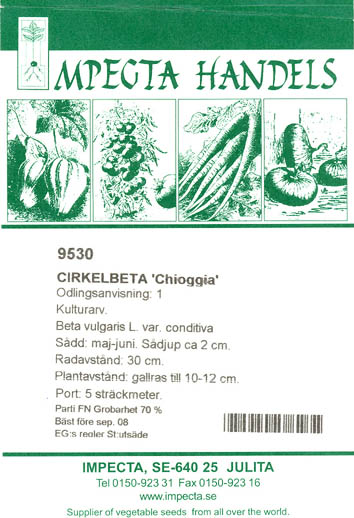 IMPECTA HANDELS
9530
CIRKELBETA 'Chioggia'
Odlingsanvisning: 1
Kulturarv.
Beta vulgaris L. var. conditiva
Sådd: maj-juni. Sådjup ca 2 cm.
Radavstånd: 30 cm.
Plantavstånd: gallras till 10-12 cm.
Port: 5 sträckmeter.
Parti FN Grobarhet 70 %
Bäst före sep. 08
EG:s regler St:utsäde
IMPECTA, SE-640 25 JULITA
Tel 0150-923 31 Fax 0150-923 16
www.impecta.se
Supplier of vegetable seeds from all over the world.